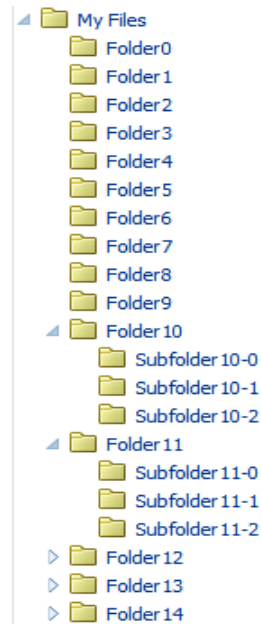 My Files
Folder0
Folder1
Folder2
Folder3
Folder4
Folder5
Folder6
Folder7
Folder8
Folder9
Folder10
Subfolder10-0
Subfolder10-1
Subfolder10-2
Folder11
Subfolder11-0
Subfolder11-1
Subfolder11-2
Folder12
Folder13
Folder14